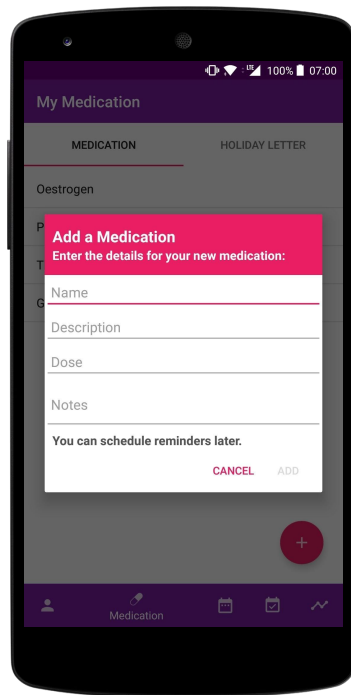 LTE 100% 07:00
My Medication
MEDICATION HOLIDAY LETTER
Oestrogen
P
Add a Medication
Enter the details for your new medication:
T
G
Name
Description
Dose
Notes
You can schedule reminders later.
CANCEL ADD
+
Medication